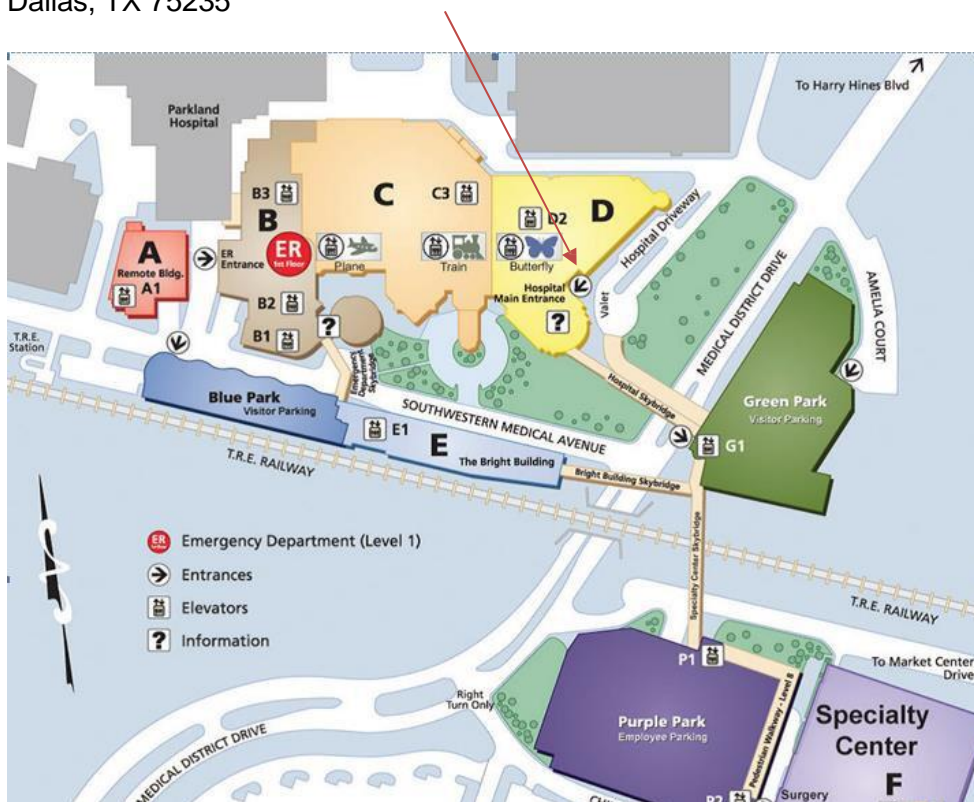 Dallas, TX 75235
To Harry Hines Blvd
Parkland
Hospital
B3
C
C3
D
B
D2
ER
1st Floor
Hospital Driveway
A
Remote Bldg.
A1
ER
Entrance
Plane
Train
Butterfly
Hospital
Main Entrance
Valet
MEDICAL DISTRICT DRIVE
AMELIA COURT
B2
?
?
B1
T.R.E.
Station
Emergency
Department
Skybridge
Hospital Skybridge
Blue Park
Visitor Parking
Green Park
Visitor Parking
SOUTHWESTERN MEDICAL AVENUE
E1
E
The Bright Building
G1
T.R.E. RAILWAY
Bright Building Skybridge
Specialty Center Skybridge
ER
Emergency Department (Level 1)
Entrances
Elevators
?
Information
T.R.E. RAILWAY
P1
To Market Center
Drive
Right
Turn Only
Purple Park
Employee Parking
Pedestrian Walkway - Level B
Specialty
Center
F
MEDICAL DISTRICT DRIVE
P2
Surgery